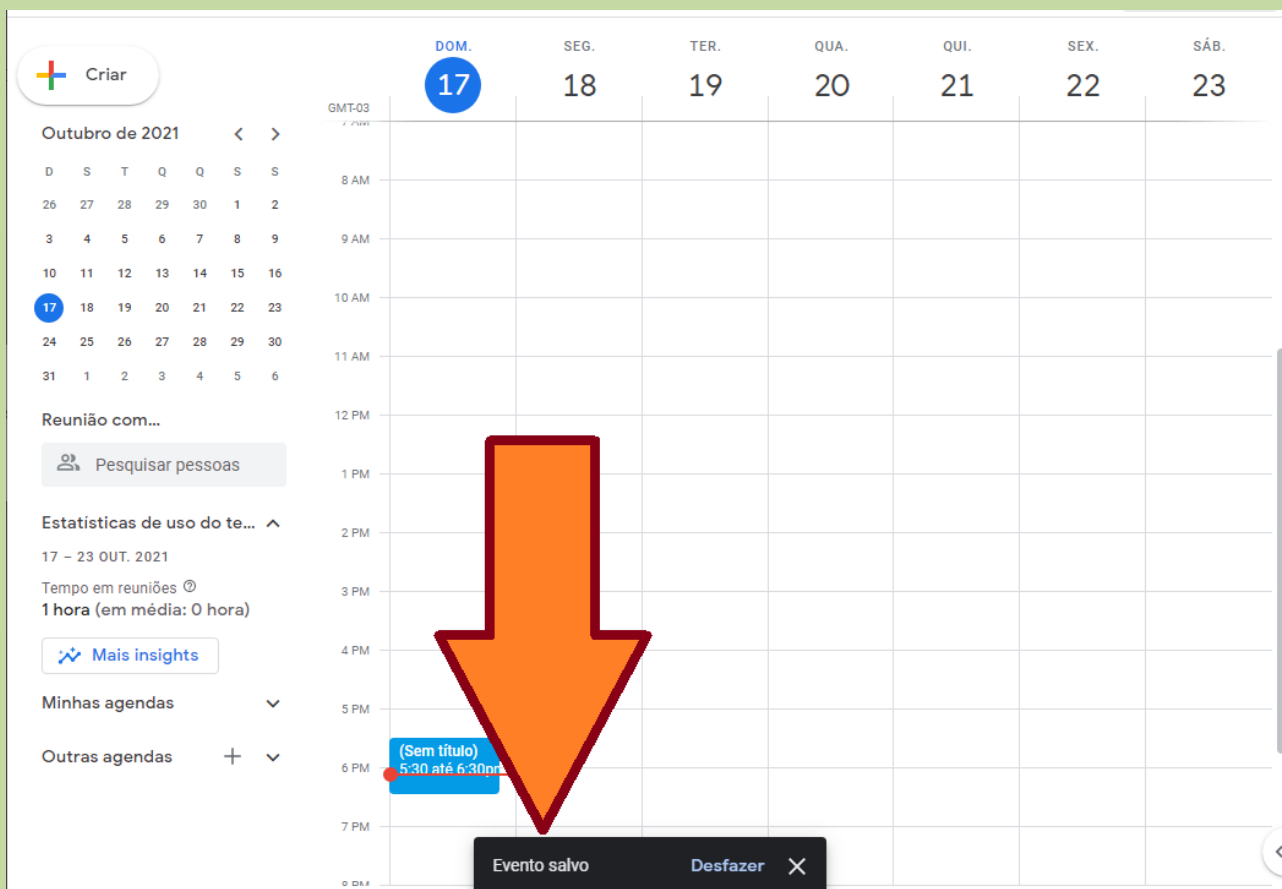 Criar
Outubro de 2021
D S T Q Q S S
26 27 28 29 30 1 2
3 4 5 6 7 8 9
10 11 12 13 14 15 16
17 18 19 20 21 22 23
24 25 26 27 28 29 30
31 1 2 3 4 5 6
Reunião com...
Pesquisar pessoas
Estatísticas de uso do te...
17 – 23 OUT. 2021
Tempo em reuniões
1 hora (em média: 0 hora)
Mais insights
Minhas agendas
Outras agendas
DOM. SEG. TER. QUA. QUI. SEX. SÁB.
17 18 19 20 21 22 23
GMT-03
7 AM
8 AM
9 AM
10 AM
11 AM
12 PM
1 PM
2 PM
3 PM
4 PM
5 PM
(Sem título)
5:30 até 6:30pm
6 PM
7 PM
8 PM
Evento salvo Desfazer